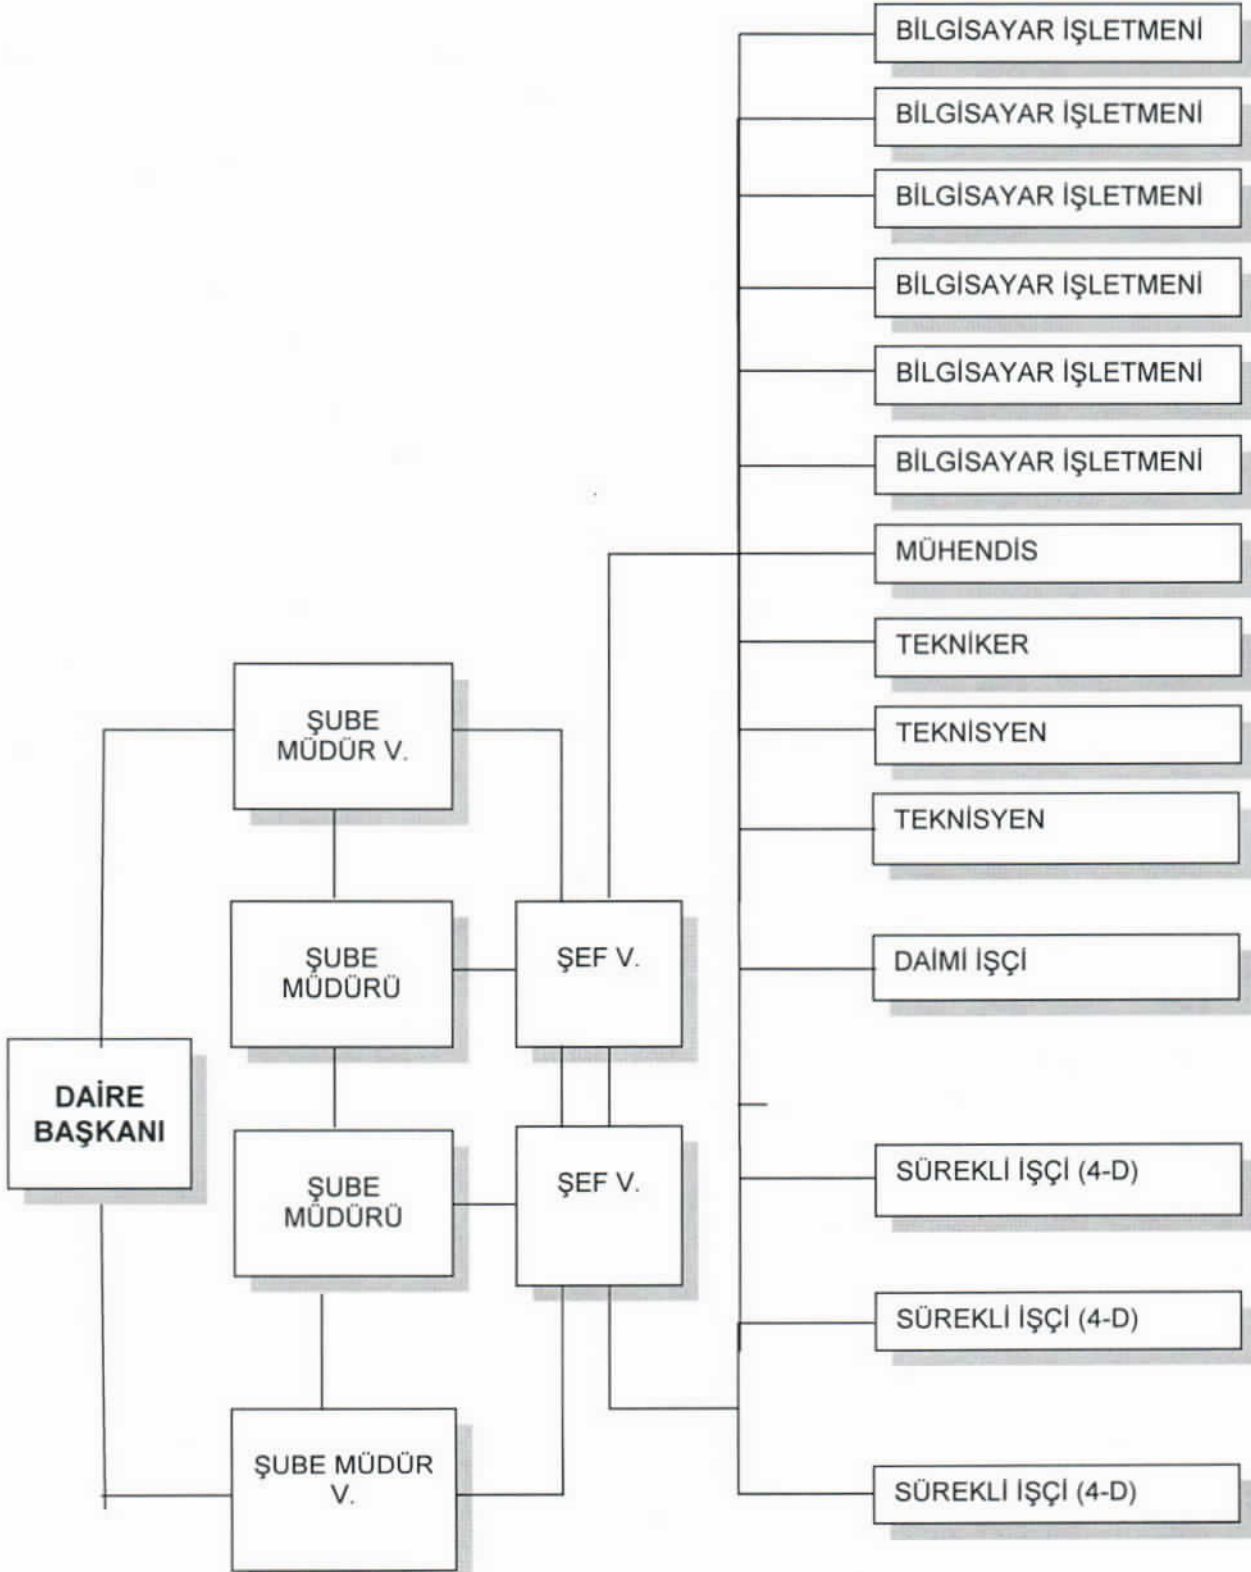 BİLGİSAYAR İŞLETMENİ
BİLGİSAYAR İŞLETMENİ
BİLGİSAYAR İŞLETMENİ
BİLGİSAYAR İŞLETMENİ
BİLGİSAYAR İŞLETMENİ
BİLGİSAYAR İŞLETMENİ
MÜHENDİS
TEKNİKER
TEKNİSYEN
TEKNİSYEN
DAİMİ İŞÇİ
SÜREKLİ İŞÇİ (4-D)
SÜREKLİ İŞÇİ (4-D)
SÜREKLİ İŞÇİ (4-D)
ŞUBE
MÜDÜR V.
ŞUBE
MÜDÜRÜ
ŞEF V.
DAİRE
BAŞKANI
ŞUBE
MÜDÜRÜ
ŞEF V.
ŞUBE MÜDÜR
V.